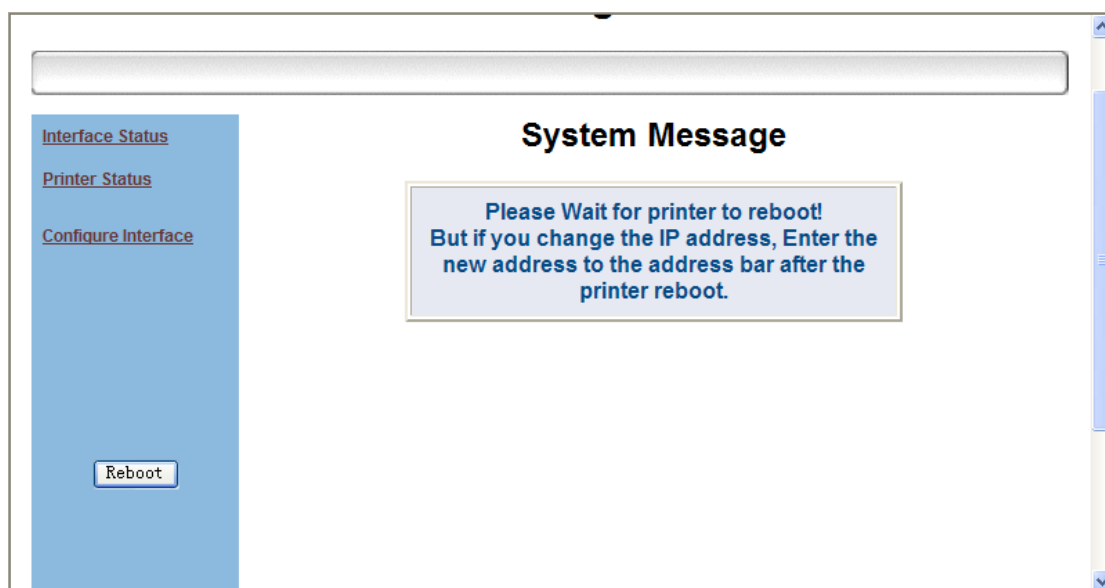 Interface Status
Printer Status
Configure Interface
Reboot
System Message
Please Wait for printer to reboot!
But if you change the IP address, Enter the
new address to the address bar after the
printer reboot.